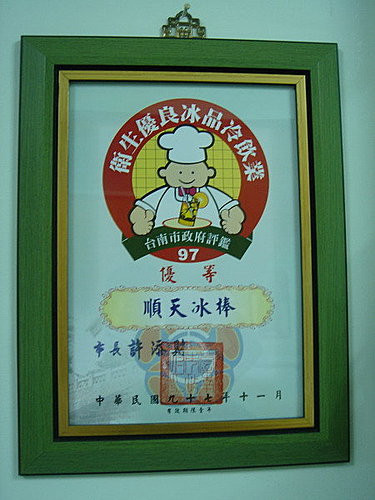 衛生優良冰品冷飲業
台南市政府評鑑
97
優等
順天冰棒
市長 許添財
中華民國九十七年十一月